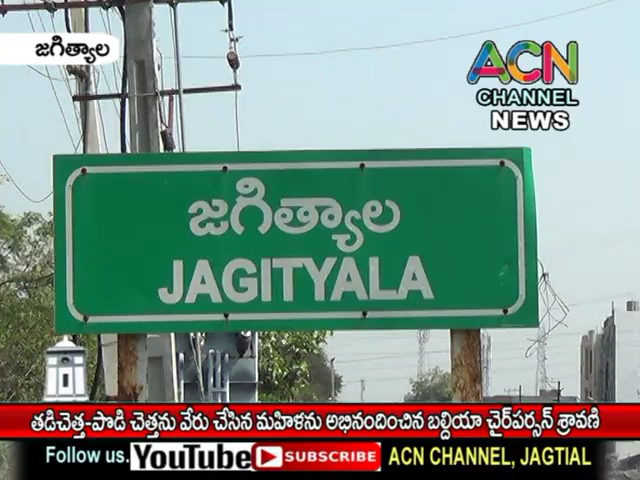 జగిత్యాల
ACN
CHANNEL
NEWS
జగిత్యాల
JAGITYALA
తడిచెత్త-పొడి చెత్తను వేరు చేసిన మహిళను అభినందించిన బల్దియా చైర్‌పర్సన్ శ్రావణి
Follow us. YouTube SUBSCRIBE ACN CHANNEL, JAGTIAL